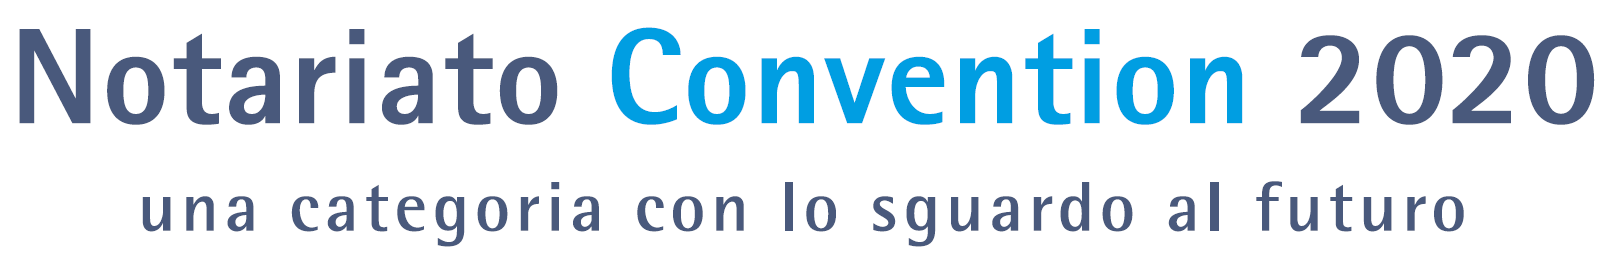 Notariato Convention 2020
una categoria con lo sguardo al futuro